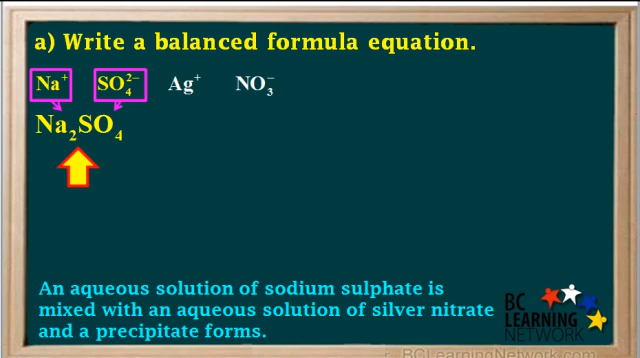 a) Write a balanced formula equation.
Na⁺ SO₄²⁻ Ag⁺ NO₃⁻
Na₂SO₄
An aqueous solution of sodium sulphate is
mixed with an aqueous solution of silver nitrate
and a precipitate forms.
BC
LEARNING
NETWORK
BCLearningNetwork.com